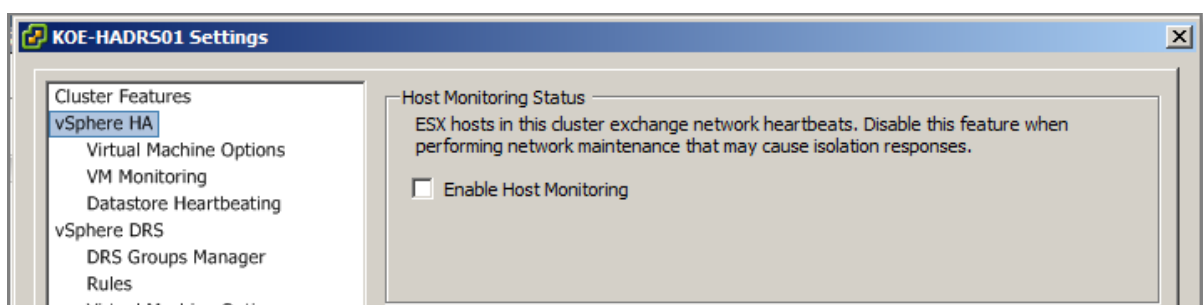 KOE-HADRS01 Settings
Cluster Features
vSphere HA
Virtual Machine Options
VM Monitoring
Datastore Heartbeating
vSphere DRS
DRS Groups Manager
Rules
Host Monitoring Status
ESX hosts in this cluster exchange network heartbeats. Disable this feature when
performing network maintenance that may cause isolation responses.
Enable Host Monitoring